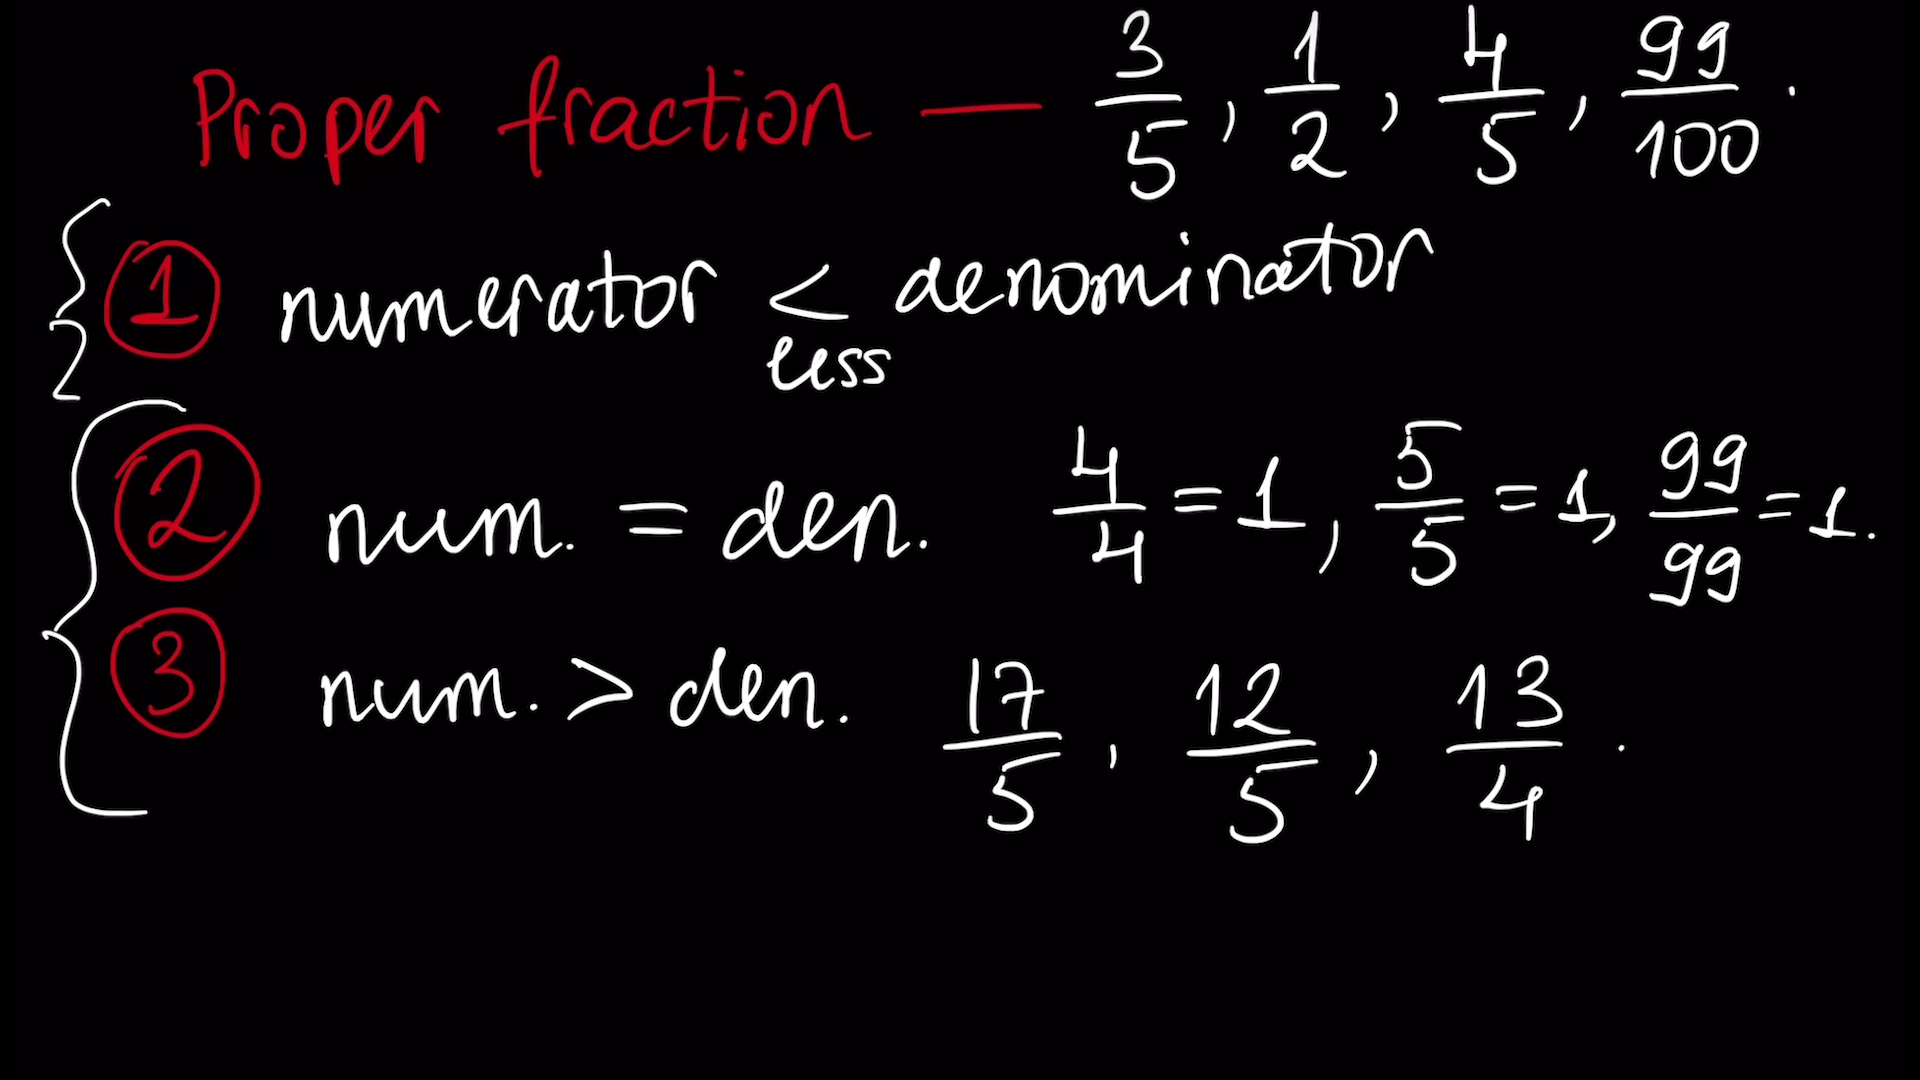 Proper fraction — 3/5, 1/2, 4/5, 99/100.
1 numerator < denominator
less
2 num. = den. 4/4 = 1, 5/5 = 1, 99/99 = 1.
3 num. > den. 17/5, 12/5, 13/4.